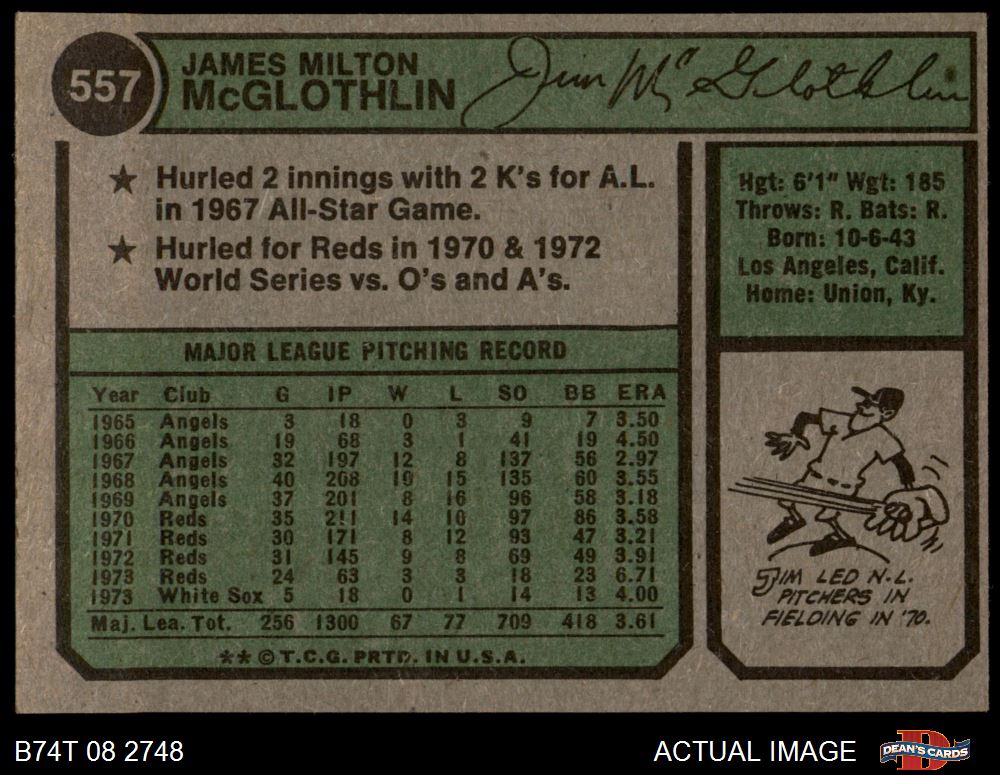 557
JAMES MILTON
McGLOTHLIN
Jim McGlothlin
★ Hurled 2 innings with 2 K's for A.L.
in 1967 All-Star Game.
★ Hurled for Reds in 1970 & 1972
World Series vs. O's and A's.
Hgt: 6'1" Wgt: 185
Throws: R. Bats: R.
Born: 10-6-43
Los Angeles, Calif.
Home: Union, Ky.
MAJOR LEAGUE PITCHING RECORD
Year Club G IP W L SO BB ERA
1965 Angels 3 18 0 3 9 7 3.50
1966 Angels 19 68 3 1 41 19 4.50
1967 Angels 32 197 12 8 137 56 2.97
1968 Angels 40 208 10 15 135 60 3.55
1969 Angels 37 201 8 16 96 58 3.18
1970 Reds 35 211 14 10 97 86 3.58
1971 Reds 30 171 8 12 93 47 3.21
1972 Reds 31 145 9 8 69 49 3.91
1973 Reds 24 63 3 3 18 23 6.71
1973 White Sox 5 18 0 1 14 13 4.00
Maj. Lea. Tot. 256 1300 67 77 709 418 3.61
** © T.C.G. PRTD. IN U.S.A.
JIM LED N.L.
PITCHERS IN
FIELDING IN '70.
B74T 08 2748
ACTUAL IMAGE
D
DEAN'S CARDS